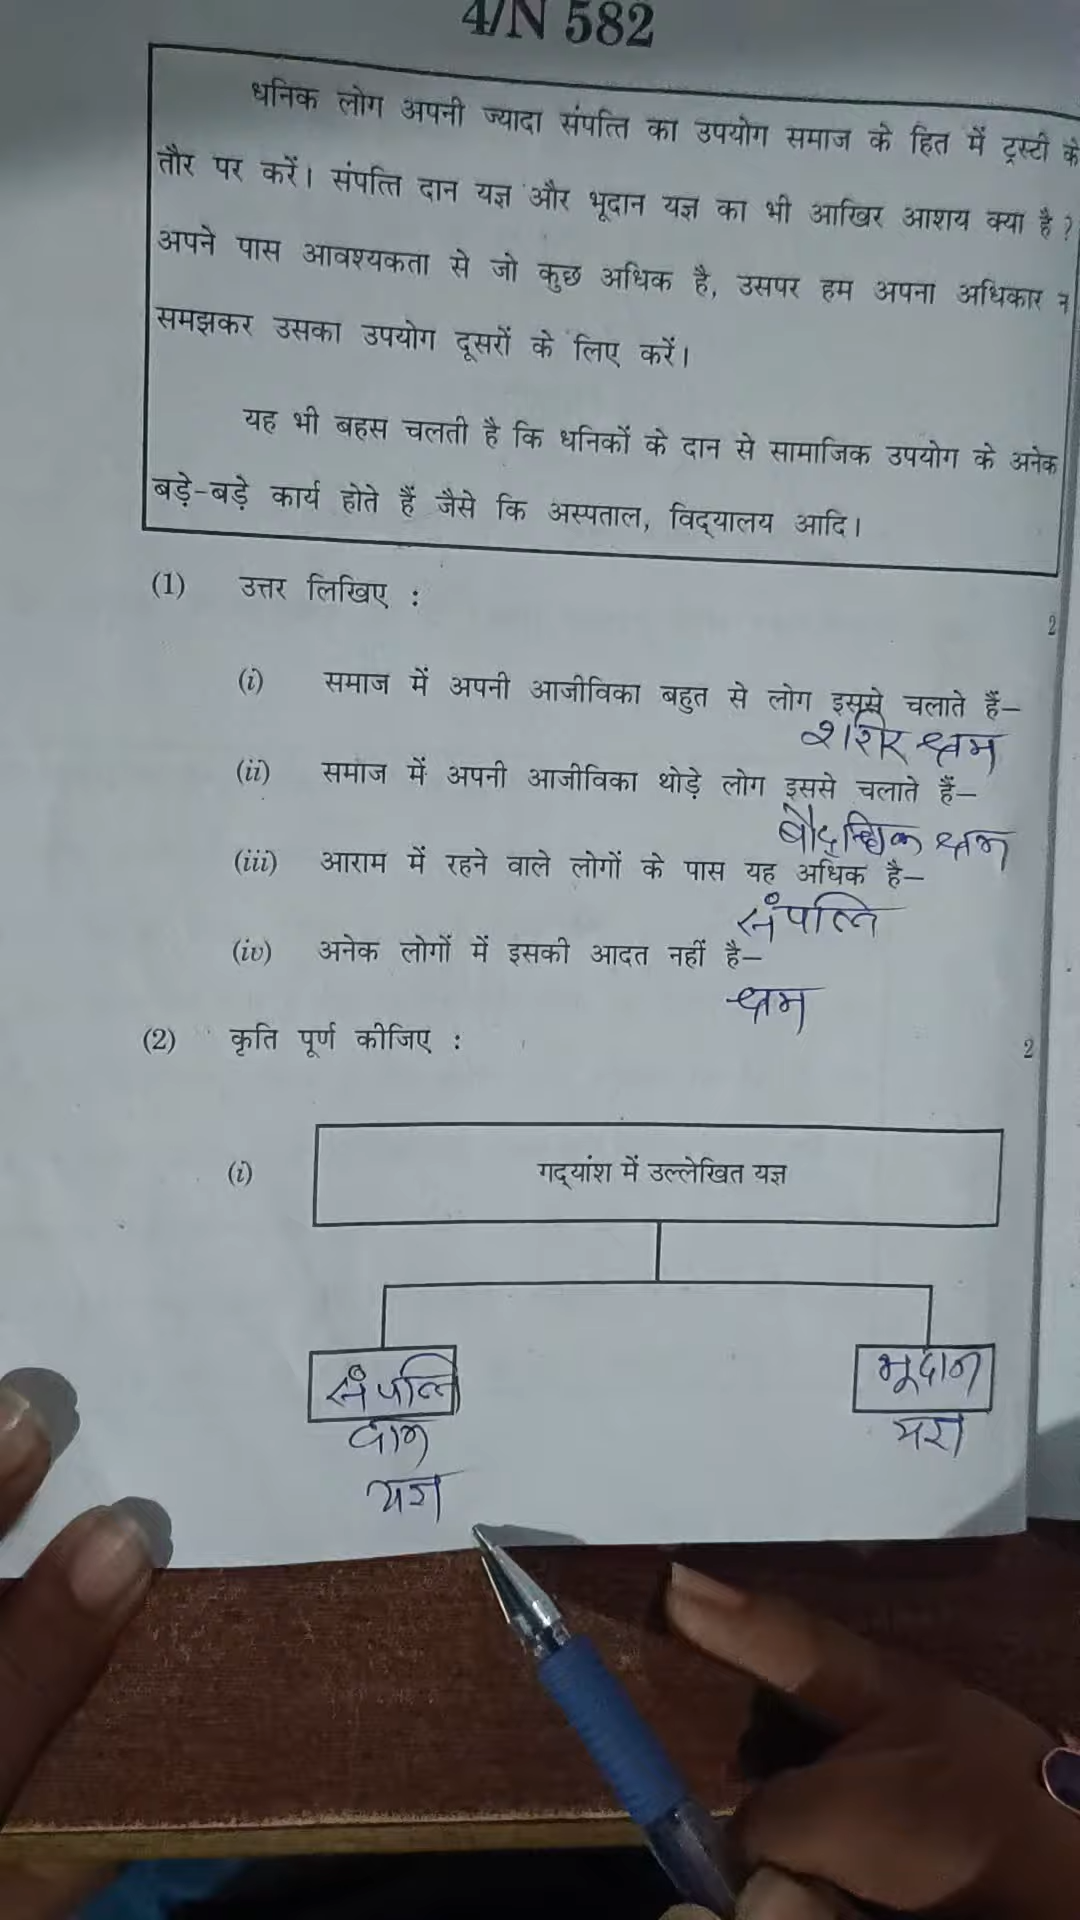 4/N 582
धनिक लोग अपनी ज्यादा संपत्ति का उपयोग समाज के हित में ट्रस्टी के
तौर पर करें। संपत्ति दान यज्ञ और भूदान यज्ञ का भी आखिर आशय क्या है ?
अपने पास आवश्यकता से जो कुछ अधिक है, उसपर हम अपना अधिकार न
समझकर उसका उपयोग दूसरों के लिए करें।
यह भी बहस चलती है कि धनिकों के दान से सामाजिक उपयोग के अनेक
बड़े-बड़े कार्य होते हैं जैसे कि अस्पताल, विद्यालय आदि।
(1) उत्तर लिखिए :
2
(i) समाज में अपनी आजीविका बहुत से लोग इससे चलाते हैं–
शरिर श्रम
(ii) समाज में अपनी आजीविका थोड़े लोग इससे चलाते हैं–
बौद्धिक श्रम
(iii) आराम में रहने वाले लोगों के पास यह अधिक है–
संपत्ति
(iv) अनेक लोगों में इसकी आदत नहीं है–
श्रम
(2) कृति पूर्ण कीजिए :
2
(i) गद्यांश में उल्लेखित यज्ञ
संपत्ति
दान
यज्ञ
भूदान
यज्ञ